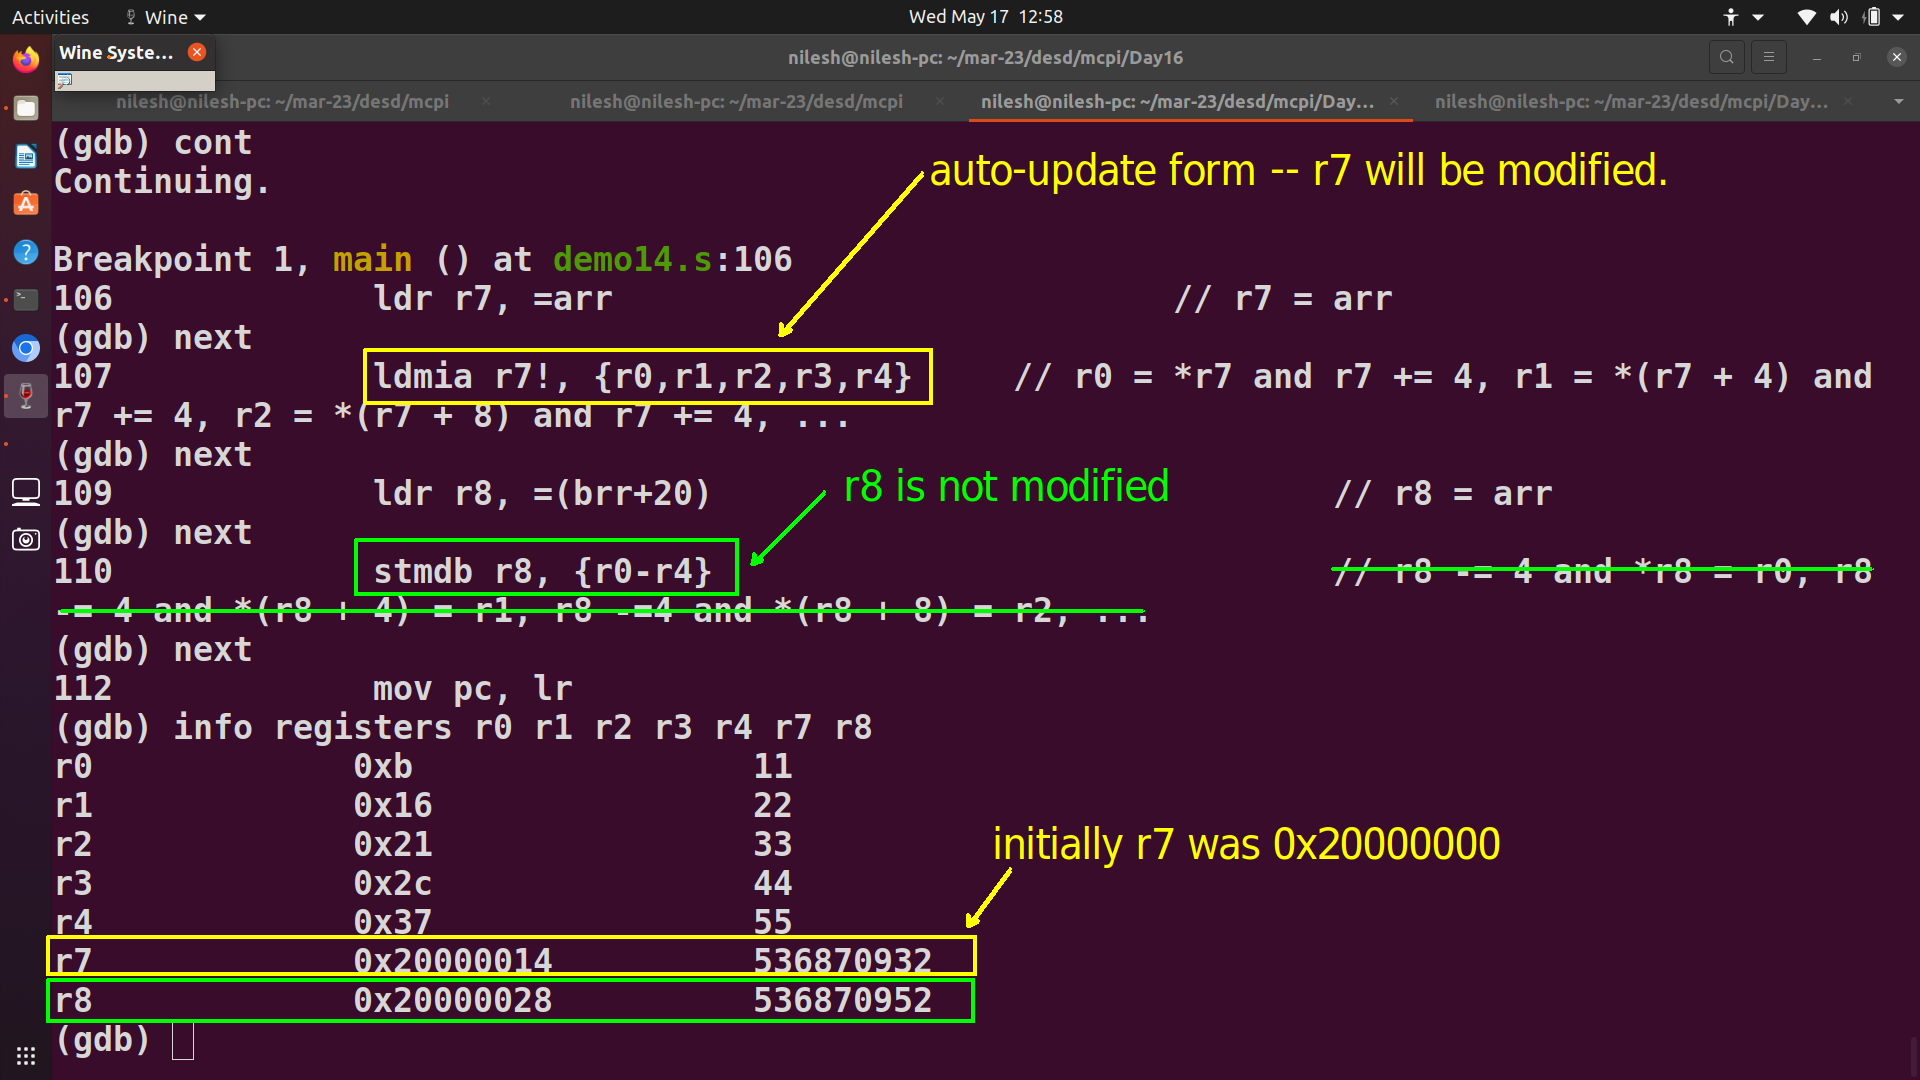 Activities Wine Wed May 17 12:58
Wine Syste...
nilesh@nilesh-pc: ~/mar-23/desd/mcpi/Day16
nilesh@nilesh-pc: ~/mar-23/desd/mcpi × nilesh@nilesh-pc: ~/mar-23/desd/mcpi × nilesh@nilesh-pc: ~/mar-23/desd/mcpi/Day... × nilesh@nilesh-pc: ~/mar-23/desd/mcpi/Day... ×
(gdb) cont
auto-update form -- r7 will be modified.
Continuing.
Breakpoint 1, main () at demo14.s:106
106 ldr r7, =arr // r7 = arr
(gdb) next
107 ldmia r7!, {r0,r1,r2,r3,r4} // r0 = *r7 and r7 += 4, r1 = *(r7 + 4) and
r7 += 4, r2 = *(r7 + 8) and r7 += 4, ...
(gdb) next
r8 is not modified
109 ldr r8, =(brr+20) // r8 = arr
(gdb) next
110 stmdb r8, {r0-r4} // r8 -= 4 and *r8 = r0, r8
-= 4 and *(r8 + 4) = r1, r8 -=4 and *(r8 + 8) = r2, ...
(gdb) next
112 mov pc, lr
(gdb) info registers r0 r1 r2 r3 r4 r7 r8
r0 0xb 11
r1 0x16 22
r2 0x21 33
initially r7 was 0x20000000
r3 0x2c 44
r4 0x37 55
r7 0x20000014 536870932
r8 0x20000028 536870952
(gdb)